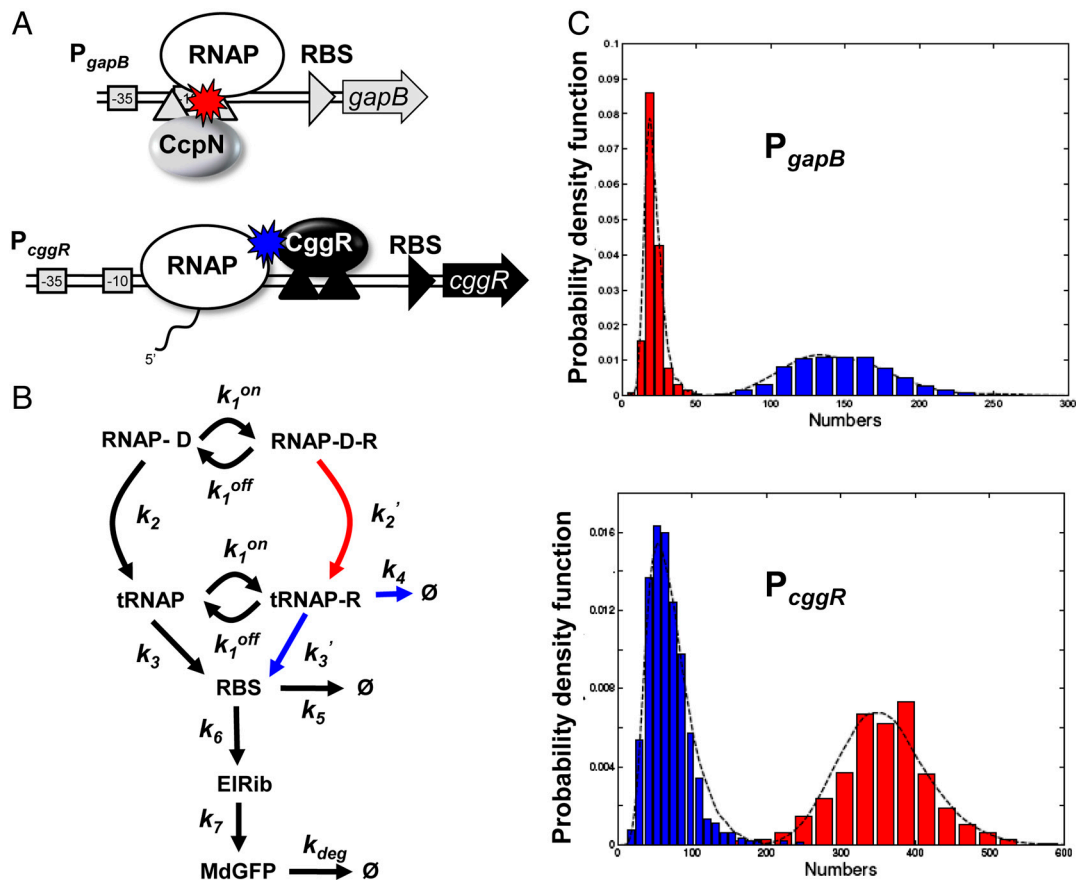 A
P gapB
RNAP
RBS
-35
gapB
CcpN
P cggR
CggR
RBS
RNAP
-35
-10
cggR
5'
B
k1on
RNAP- D
RNAP-D-R
k1off
k2
k2'
k1on
k4
tRNAP
tRNAP-R
Ø
k1off
k3
k3'
RBS
Ø
k5
k6
ElRib
k7
kdeg
MdGFP
Ø
C
Probability density function
0.1
0.09
0.08
0.07
0.06
0.05
0.04
0.03
0.02
0.01
0
P gapB
0 50 100 150 200 250 300
Numbers
Probability density function
0.016
0.012
0.008
0.004
0
P cggR
0 100 200 300 400 500 600
Numbers